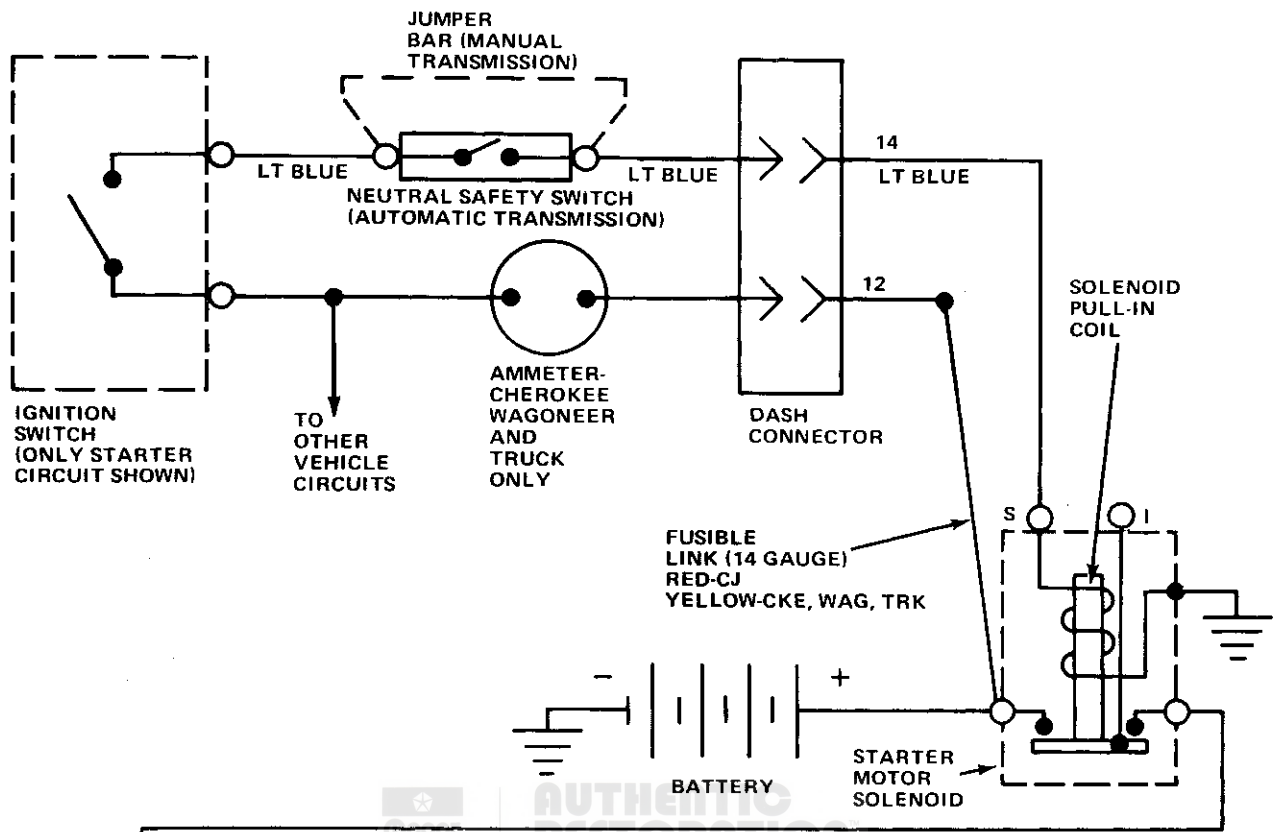 JUMPER
BAR (MANUAL
TRANSMISSION)
LT BLUE
LT BLUE
14
LT BLUE
NEUTRAL SAFETY SWITCH
(AUTOMATIC TRANSMISSION)
12
SOLENOID
PULL-IN
COIL
IGNITION
SWITCH
(ONLY STARTER
CIRCUIT SHOWN)
TO
OTHER
VEHICLE
CIRCUITS
AMMETER-
CHEROKEE
WAGONEER
AND
TRUCK
ONLY
DASH
CONNECTOR
S
I
FUSIBLE
LINK (14 GAUGE)
RED-CJ
YELLOW-CKE, WAG, TRK
- +
BATTERY
STARTER
MOTOR
SOLENOID
AUTHENTIC
RESTORATION